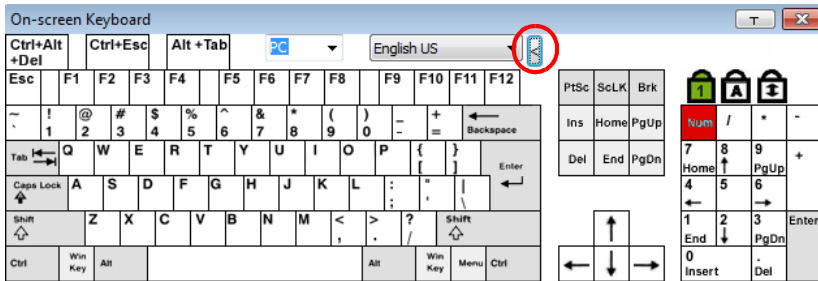 On-screen Keyboard T X
Ctrl+Alt+Del Ctrl+Esc Alt +Tab PC English US <
Esc F1 F2 F3 F4 F5 F6 F7 F8 F9 F10 F11 F12 PtSc ScLK Brk 1 A
~ ` ! 1 @ 2 # 3 $ 4 % 5 ^ 6 & 7 * 8 ( 9 ) 0 _ - + = Backspace Ins Home PgUp Num / * -
Tab Q W E R T Y U I O P { [ } ] Enter Del End PgDn 7 Home 8 9 PgUp +
Caps Lock A S D F G H J K L : ; " ' | \ 4 5 6
Shift Z X C V B N M < , > . ? / Shift 1 End 2 3 PgDn Enter
Ctrl Win Key Alt Alt Win Key Menu Ctrl 0 Insert . Del